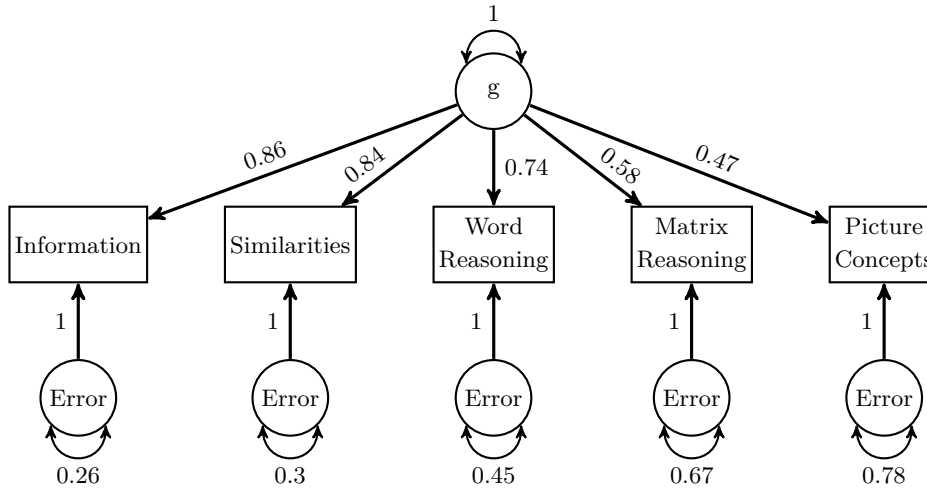 1
g
0.86
0.84
0.74
0.58
0.47
Information
Similarities
Word
Reasoning
Matrix
Reasoning
Picture
Concepts
1
1
1
1
1
Error
Error
Error
Error
Error
0.26
0.3
0.45
0.67
0.78